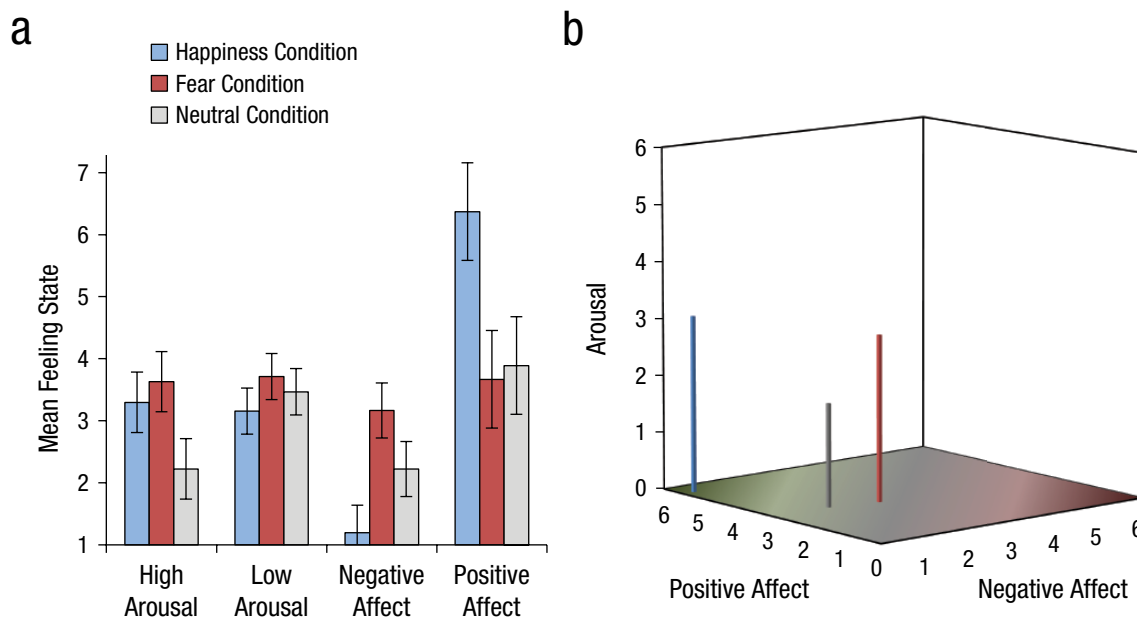 a
Happiness Condition
Fear Condition
Neutral Condition
Mean Feeling State
7
6
5
4
3
2
1
High
Arousal
Low
Arousal
Negative
Affect
Positive
Affect
b
Arousal
6
5
4
3
2
1
0
6 5 4 3 2 1 0 1 2 3 4 5 6
Positive Affect
Negative Affect